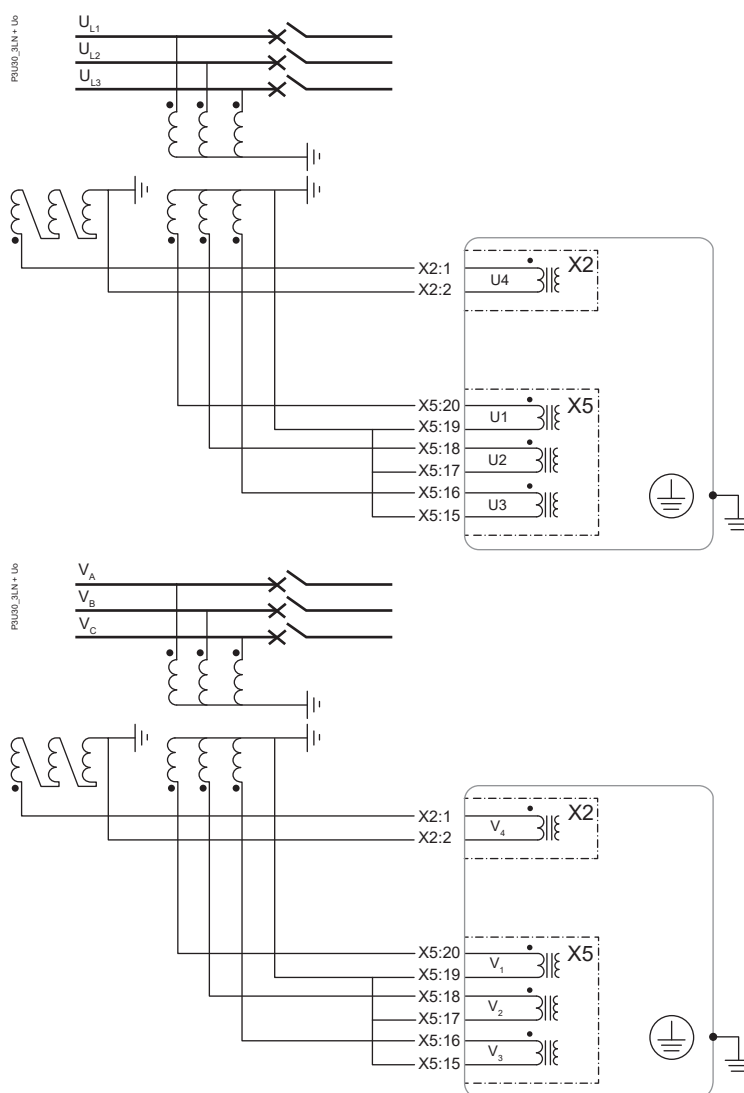 P3U30_3LN + Uo
UL1
UL2
UL3
X2:1
X2:2
U4
X2
X5:20
X5:19
X5:18
X5:17
X5:16
X5:15
U1
U2
U3
X5
P3U30_3LN + Uo
VA
VB
VC
X2:1
X2:2
V4
X2
X5:20
X5:19
X5:18
X5:17
X5:16
X5:15
V1
V2
V3
X5